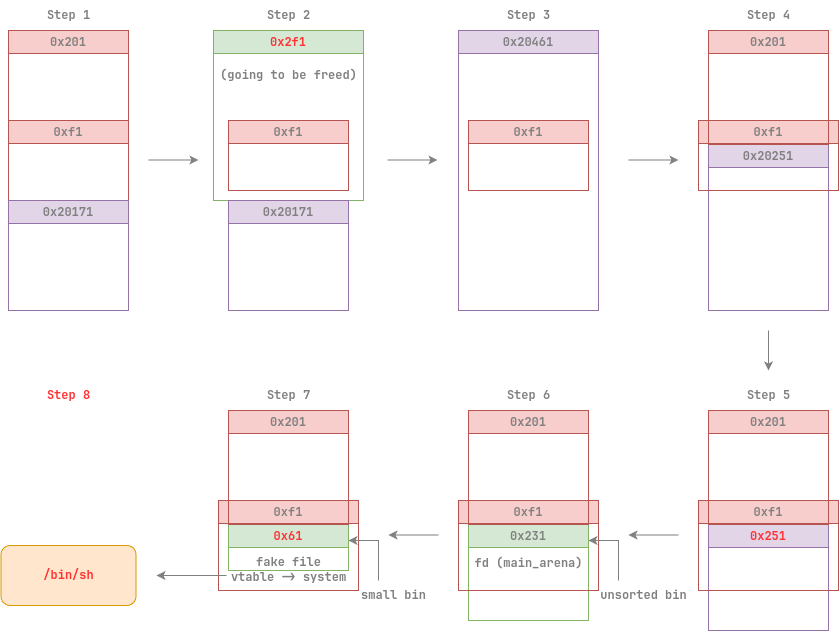 Step 1
0x201
0xf1
0x20171
Step 2
0x2f1
(going to be freed)
0xf1
0x20171
Step 3
0x20461
0xf1
Step 4
0x201
0xf1
0x20251
Step 5
0x201
0xf1
0x251
Step 6
0x201
0xf1
0x231
fd (main_arena)
unsorted bin
Step 7
0x201
0xf1
0x61
fake file
vtable -> system
small bin
Step 8
/bin/sh